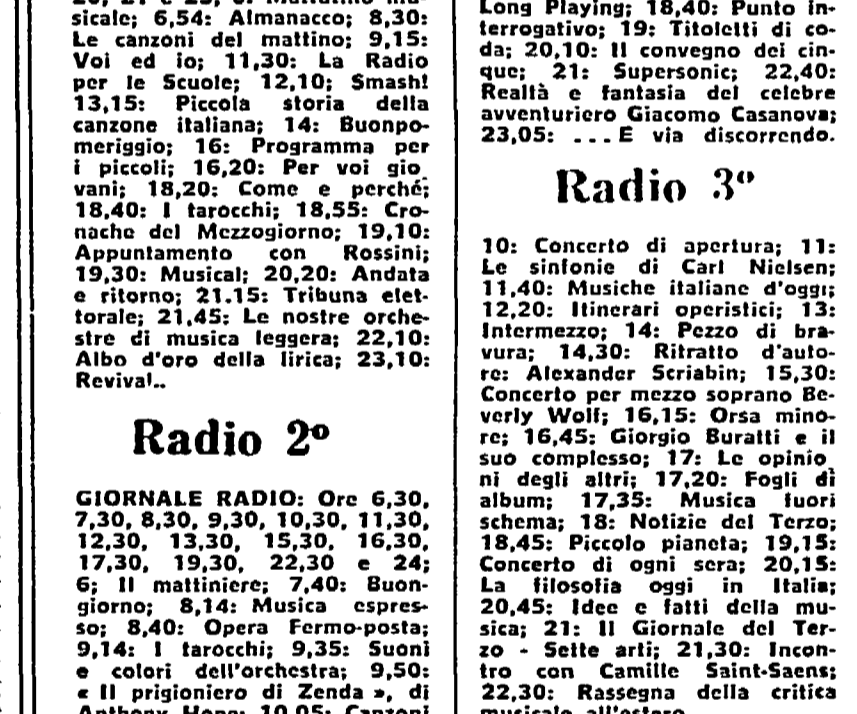 sicale; 6,54: Almanacco; 8,30:
Le canzoni del mattino; 9,15:
Voi ed io; 11,30: La Radio
per le Scuole; 12,10; Smash!
13,15: Piccola storia della
canzone italiana; 14: Buonpo-
meriggio; 16: Programma per
i piccoli; 16,20: Per voi gio
vani; 18,20: Come e perché;
18,40: I tarocchi; 18,55: Cro-
nache del Mezzogiorno; 19,10:
Appuntamento con Rossini;
19,30: Musical; 20,20: Andata
e ritorno; 21.15: Tribuna elet-
torale; 21,45: Le nostre orche-
stre di musica leggera; 22,10:
Albo d'oro della lirica; 23,10:
Revival..
Radio 2º
GIORNALE RADIO: Ore 6,30,
7,30, 8,30, 9,30, 10,30, 11,30,
12,30, 13,30, 15,30, 16,30,
17,30, 19,30, 22,30 e 24;
6; Il mattiniere; 7,40: Buon-
giorno; 8,14: Musica espres-
so; 8,40: Opera Fermo-posta;
9,14: I tarocchi; 9,35: Suoni
e colori dell'orchestra; 9,50:
« Il prigioniero di Zenda », di
Anthony Hope; 10,05: Canzoni
Long Playing; 18,40: Punto in-
terrogativo; 19: Titoletti di co-
da; 20,10: Il convegno dei cin-
que; 21: Supersonic; 22,40:
Realtà e fantasia del celebre
avventuriero Giacomo Casanova;
23,05: ... E via discorrendo.
Radio 3º
10: Concerto di apertura; 11:
Le sinfonie di Carl Nielsen;
11,40: Musiche italiane d'oggi;
12,20: Itinerari operistici; 13:
Intermezzo; 14: Pezzo di bra-
vura; 14,30: Ritratto d'auto-
re: Alexander Scriabin; 15,30:
Concerto per mezzo soprano Be-
verly Wolf; 16,15: Orsa mino-
re; 16,45: Giorgio Buratti e il
suo complesso; 17: Le opinio
ni degli altri; 17,20: Fogli di
album; 17,35: Musica fuori
schema; 18: Notizie del Terzo;
18,45: Piccolo pianeta; 19,15:
Concerto di ogni sera; 20,15:
La filosofia oggi in Italia;
20,45: Idee e fatti della mu-
sica; 21: Il Giornale del Ter-
zo - Sette arti; 21,30: Incon-
tro con Camille Saint-Saens;
22,30: Rassegna della critica
musicale all'estero